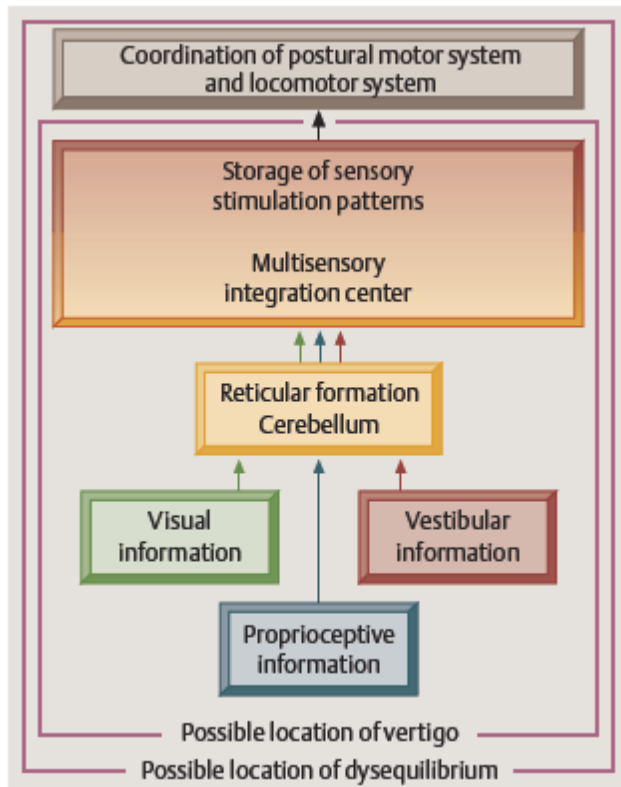 Coordination of postural motor system
and locomotor system
Storage of sensory
stimulation patterns
Multisensory
integration center
Reticular formation
Cerebellum
Visual
information
Vestibular
information
Proprioceptive
information
Possible location of vertigo
Possible location of dysequilibrium